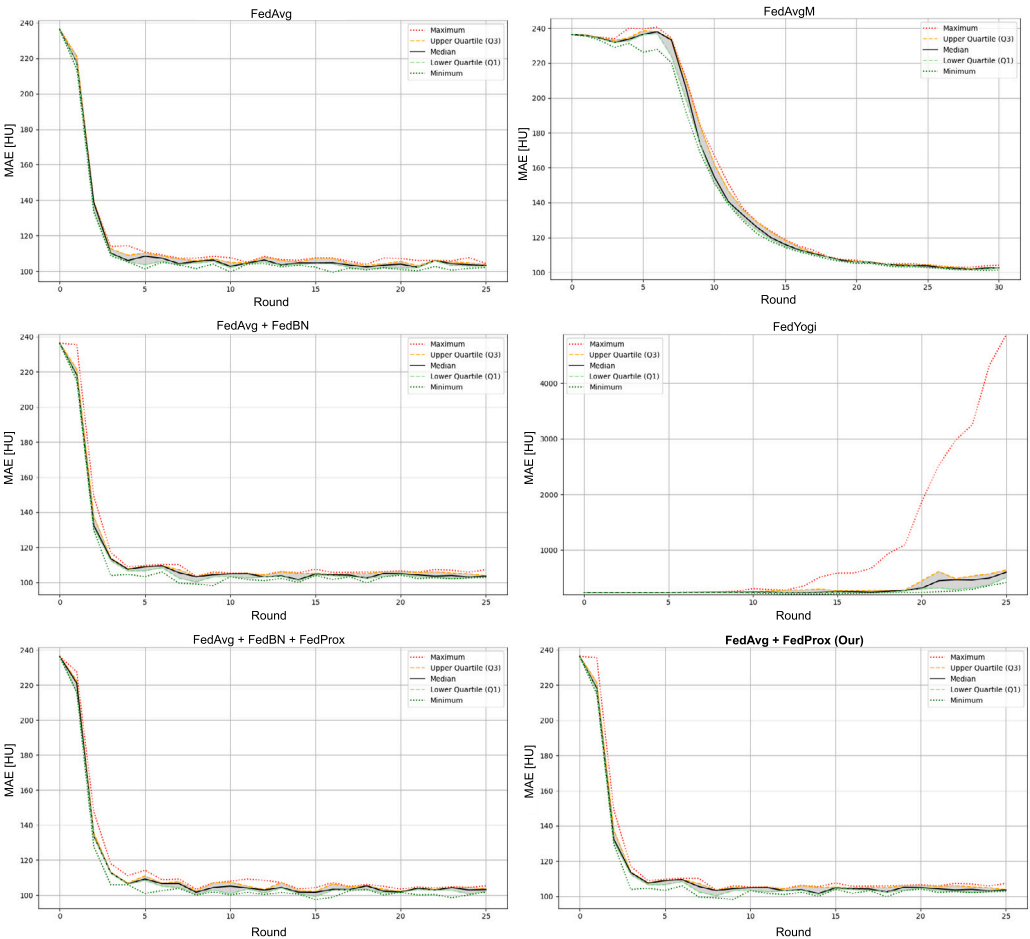 FedAvg
240
220
200
180
160
140
120
100
MAE [HU]
0 5 10 15 20 25
Round
Maximum
Upper Quartile (Q3)
Median
Lower Quartile (Q1)
Minimum
FedAvgM
240
220
200
180
160
140
120
100
MAE [HU]
0 5 10 15 20 25 30
Round
Maximum
Upper Quartile (Q3)
Median
Lower Quartile (Q1)
Minimum
FedAvg + FedBN
240
220
200
180
160
140
120
100
MAE [HU]
0 5 10 15 20 25
Round
Maximum
Upper Quartile (Q3)
Median
Lower Quartile (Q1)
Minimum
FedYogi
4000
3000
2000
1000
MAE [HU]
0 5 10 15 20 25
Round
Maximum
Upper Quartile (Q3)
Median
Lower Quartile (Q1)
Minimum
FedAvg + FedBN + FedProx
240
220
200
180
160
140
120
100
MAE [HU]
0 5 10 15 20 25
Round
Maximum
Upper Quartile (Q3)
Median
Lower Quartile (Q1)
Minimum
FedAvg + FedProx (Our)
240
220
200
180
160
140
120
100
MAE [HU]
0 5 10 15 20 25
Round
Maximum
Upper Quartile (Q3)
Median
Lower Quartile (Q1)
Minimum